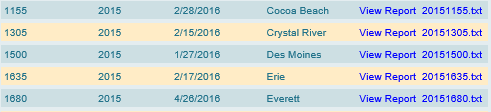 1155 2015 2/28/2016 Cocoa Beach View Report 20151155.txt
1305 2015 2/15/2016 Crystal River View Report 20151305.txt
1500 2015 1/27/2016 Des Moines View Report 20151500.txt
1635 2015 2/17/2016 Erie View Report 20151635.txt
1680 2015 4/26/2016 Everett View Report 20151680.txt